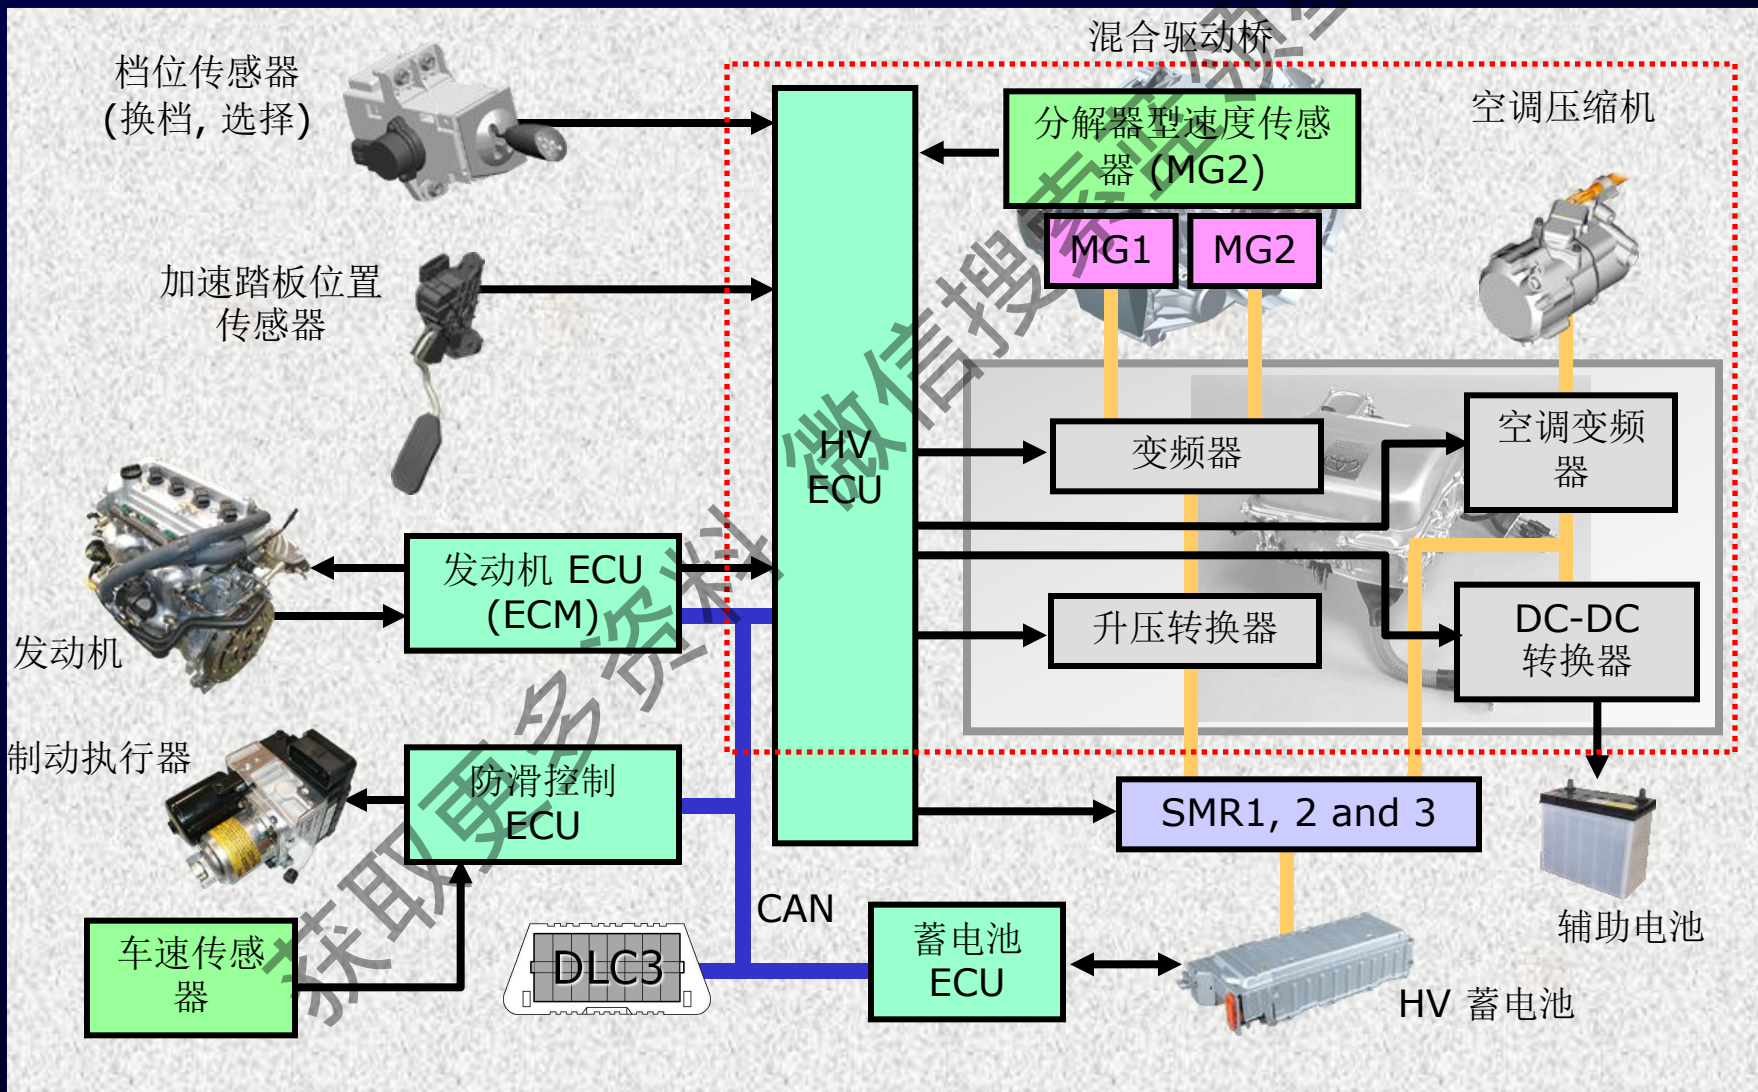 混合驱动桥
档位传感器
(换档, 选择)
分解器型速度传感
器 (MG2)
空调压缩机
MG1
MG2
加速踏板位置
传感器
HV
ECU
变频器
空调变频
器
发动机 ECU
(ECM)
发动机
升压转换器
DC-DC
转换器
制动执行器
防滑控制
ECU
SMR1, 2 and 3
CAN
车速传感
器
DLC3
蓄电池
ECU
辅助电池
HV 蓄电池
获取更多资料 微信搜索蓝领